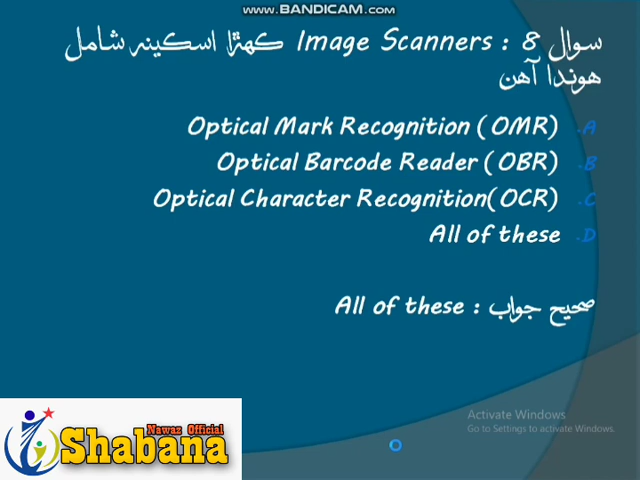 www.BANDICAM.com
سوال 8 : Image Scanners ۾ ڪهڙا اسڪينر شامل
هوندا آهن
A. Optical Mark Recognition ( OMR)
B. Optical Barcode Reader ( OBR)
C. Optical Character Recognition(OCR)
D. All of these
صحيح جواب : All of these
Activate Windows
Go to Settings to activate Windows.
Nawaz Official
Shabana